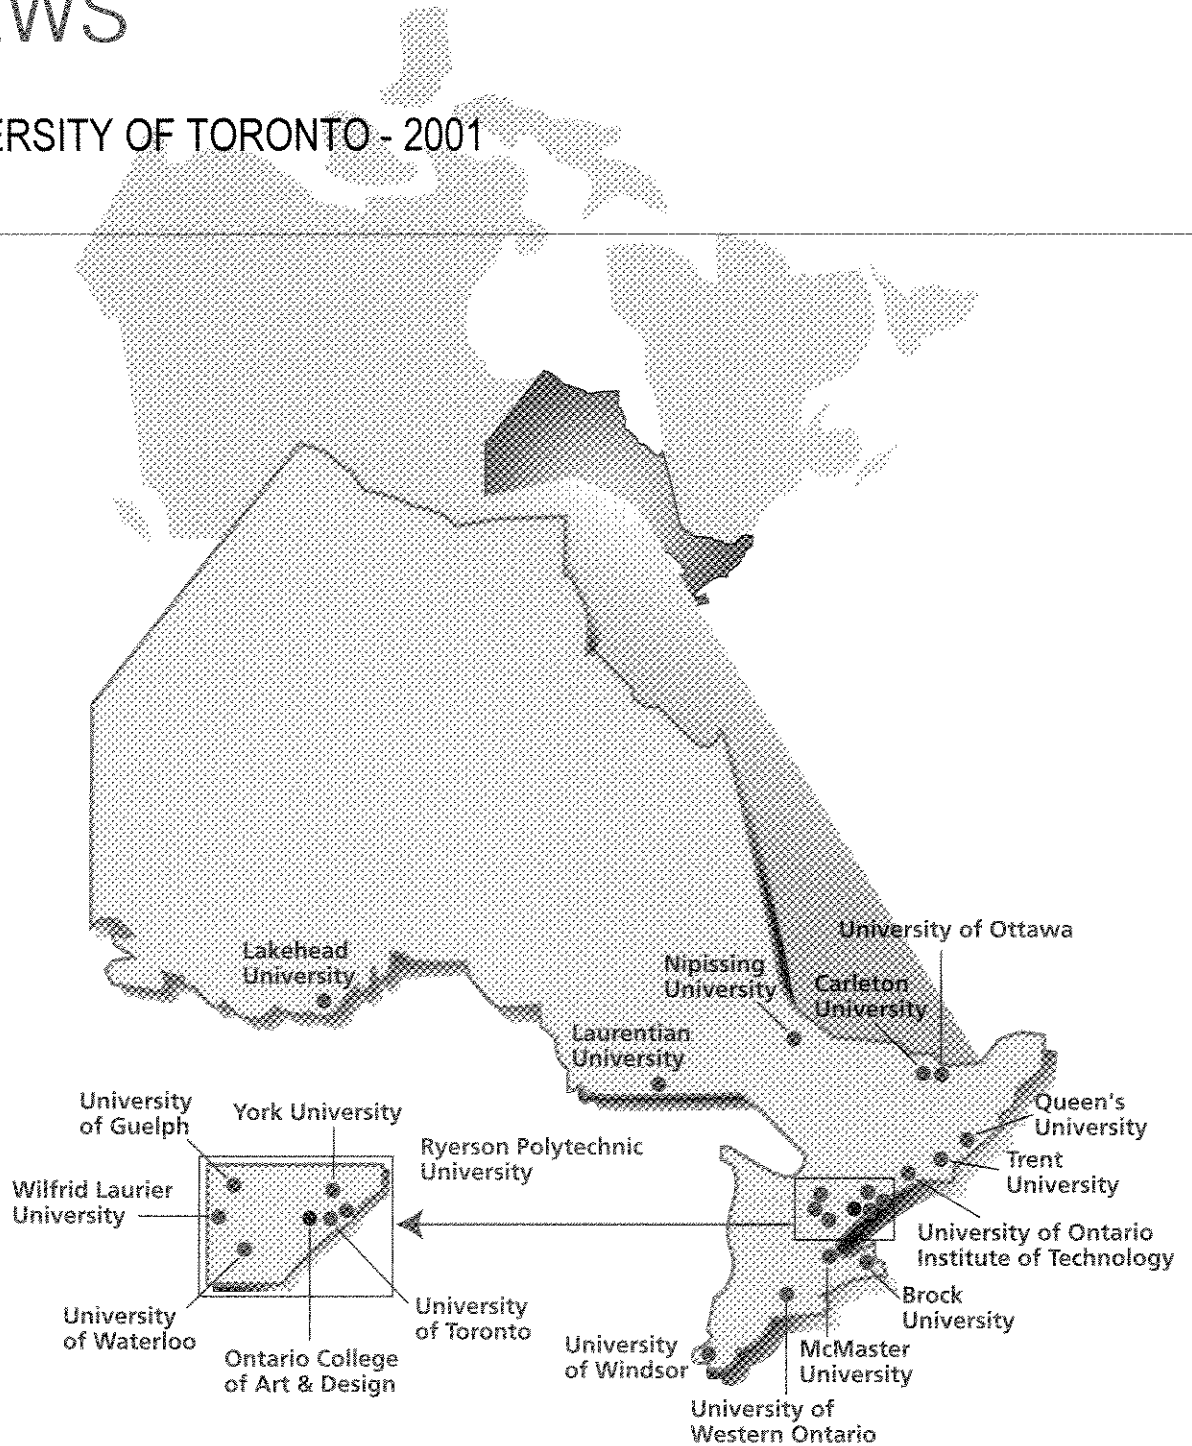 EWS
ERSITY OF TORONTO - 2001
University of Ottawa
Lakehead
University
Nipissing
University
Carleton
University
Laurentian
University
University
of Guelph
York University
Ryerson Polytechnic
University
Queen's
University
Wilfrid Laurier
University
Trent
University
University of Ontario
Institute of Technology
Brock
University
University
of Waterloo
University
of Toronto
Ontario College
of Art & Design
University
of Windsor
McMaster
University
University of
Western Ontario